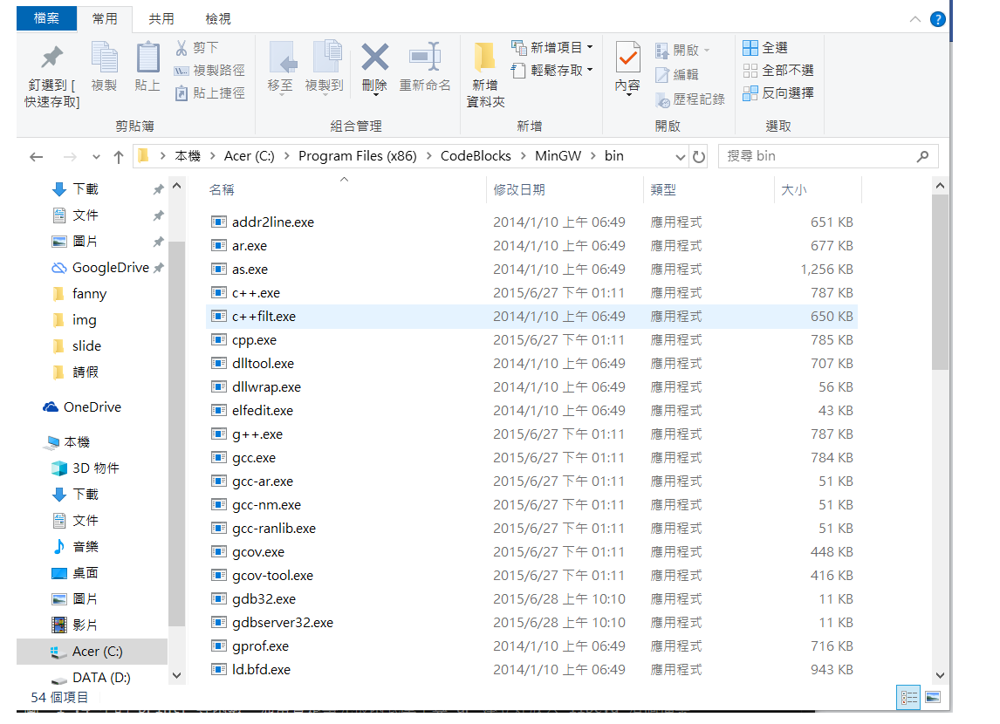 檔案 常用 共用 檢視
釘選到 [
快速存取]
複製
貼上
剪下
複製路徑
貼上捷徑
剪貼簿
移至
複製到
刪除
重新命名
組合管理
新增
資料夾
新增項目
輕鬆存取
新增
內容
開啟
編輯
歷程記錄
開啟
全選
全部不選
反向選擇
選取
本機 > Acer (C:) > Program Files (x86) > CodeBlocks > MinGW > bin
搜尋 bin
下載
文件
圖片
GoogleDrive
fanny
img
slide
請假
OneDrive
本機
3D 物件
下載
文件
音樂
桌面
圖片
影片
Acer (C:)
DATA (D:)
名稱 修改日期 類型 大小
addr2line.exe 2014/1/10 上午 06:49 應用程式 651 KB
ar.exe 2014/1/10 上午 06:49 應用程式 677 KB
as.exe 2014/1/10 上午 06:49 應用程式 1,256 KB
c++.exe 2015/6/27 下午 01:11 應用程式 787 KB
c++filt.exe 2014/1/10 上午 06:49 應用程式 650 KB
cpp.exe 2015/6/27 下午 01:11 應用程式 785 KB
dlltool.exe 2014/1/10 上午 06:49 應用程式 707 KB
dllwrap.exe 2014/1/10 上午 06:49 應用程式 56 KB
elfedit.exe 2014/1/10 上午 06:49 應用程式 43 KB
g++.exe 2015/6/27 下午 01:11 應用程式 787 KB
gcc.exe 2015/6/27 下午 01:11 應用程式 784 KB
gcc-ar.exe 2015/6/27 下午 01:11 應用程式 51 KB
gcc-nm.exe 2015/6/27 下午 01:11 應用程式 51 KB
gcc-ranlib.exe 2015/6/27 下午 01:11 應用程式 51 KB
gcov.exe 2015/6/27 下午 01:11 應用程式 448 KB
gcov-tool.exe 2015/6/27 下午 01:11 應用程式 416 KB
gdb32.exe 2015/6/28 上午 10:10 應用程式 11 KB
gdbserver32.exe 2015/6/28 上午 10:10 應用程式 11 KB
gprof.exe 2014/1/10 上午 06:49 應用程式 716 KB
ld.bfd.exe 2014/1/10 上午 06:49 應用程式 943 KB
54 個項目